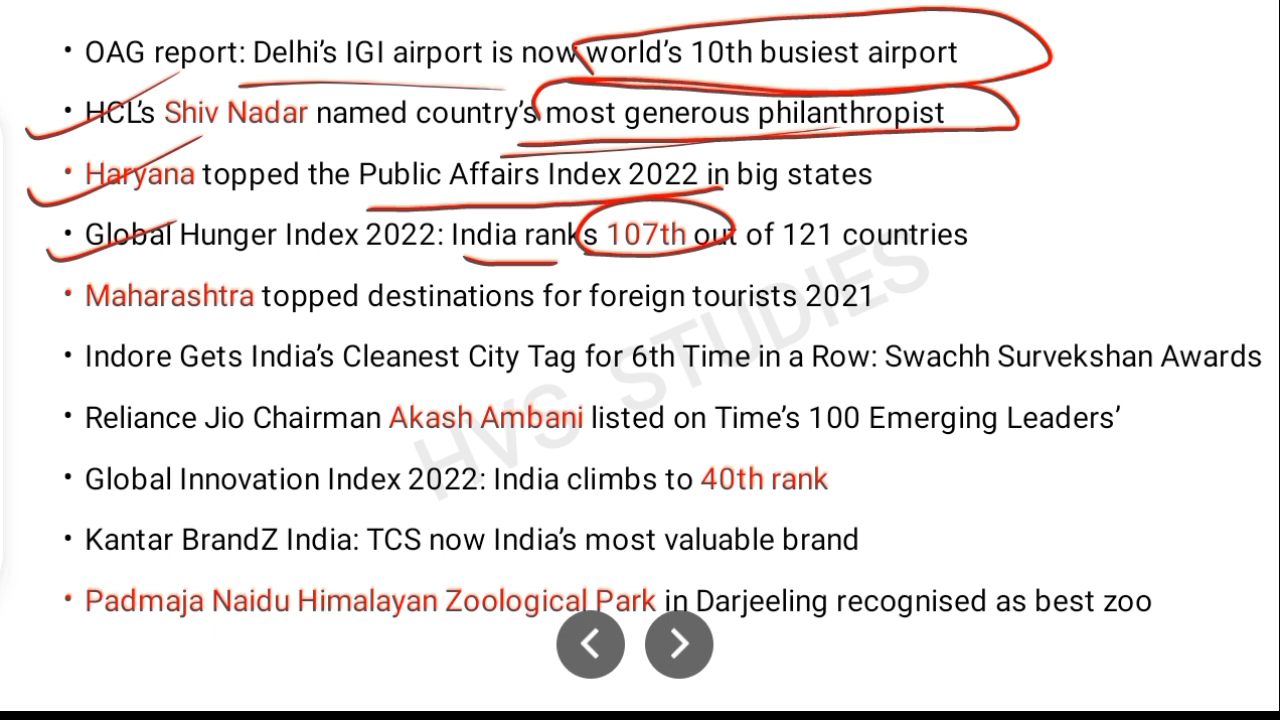 • OAG report: Delhi’s IGI airport is now world’s 10th busiest airport
• HCL’s Shiv Nadar named country’s most generous philanthropist
• Haryana topped the Public Affairs Index 2022 in big states
• Global Hunger Index 2022: India ranks 107th out of 121 countries
• Maharashtra topped destinations for foreign tourists 2021
• Indore Gets India’s Cleanest City Tag for 6th Time in a Row: Swachh Survekshan Awards
• Reliance Jio Chairman Akash Ambani listed on Time’s 100 Emerging Leaders’
• Global Innovation Index 2022: India climbs to 40th rank
• Kantar BrandZ India: TCS now India’s most valuable brand
• Padmaja Naidu Himalayan Zoological Park in Darjeeling recognised as best zoo
HVS STUDIES